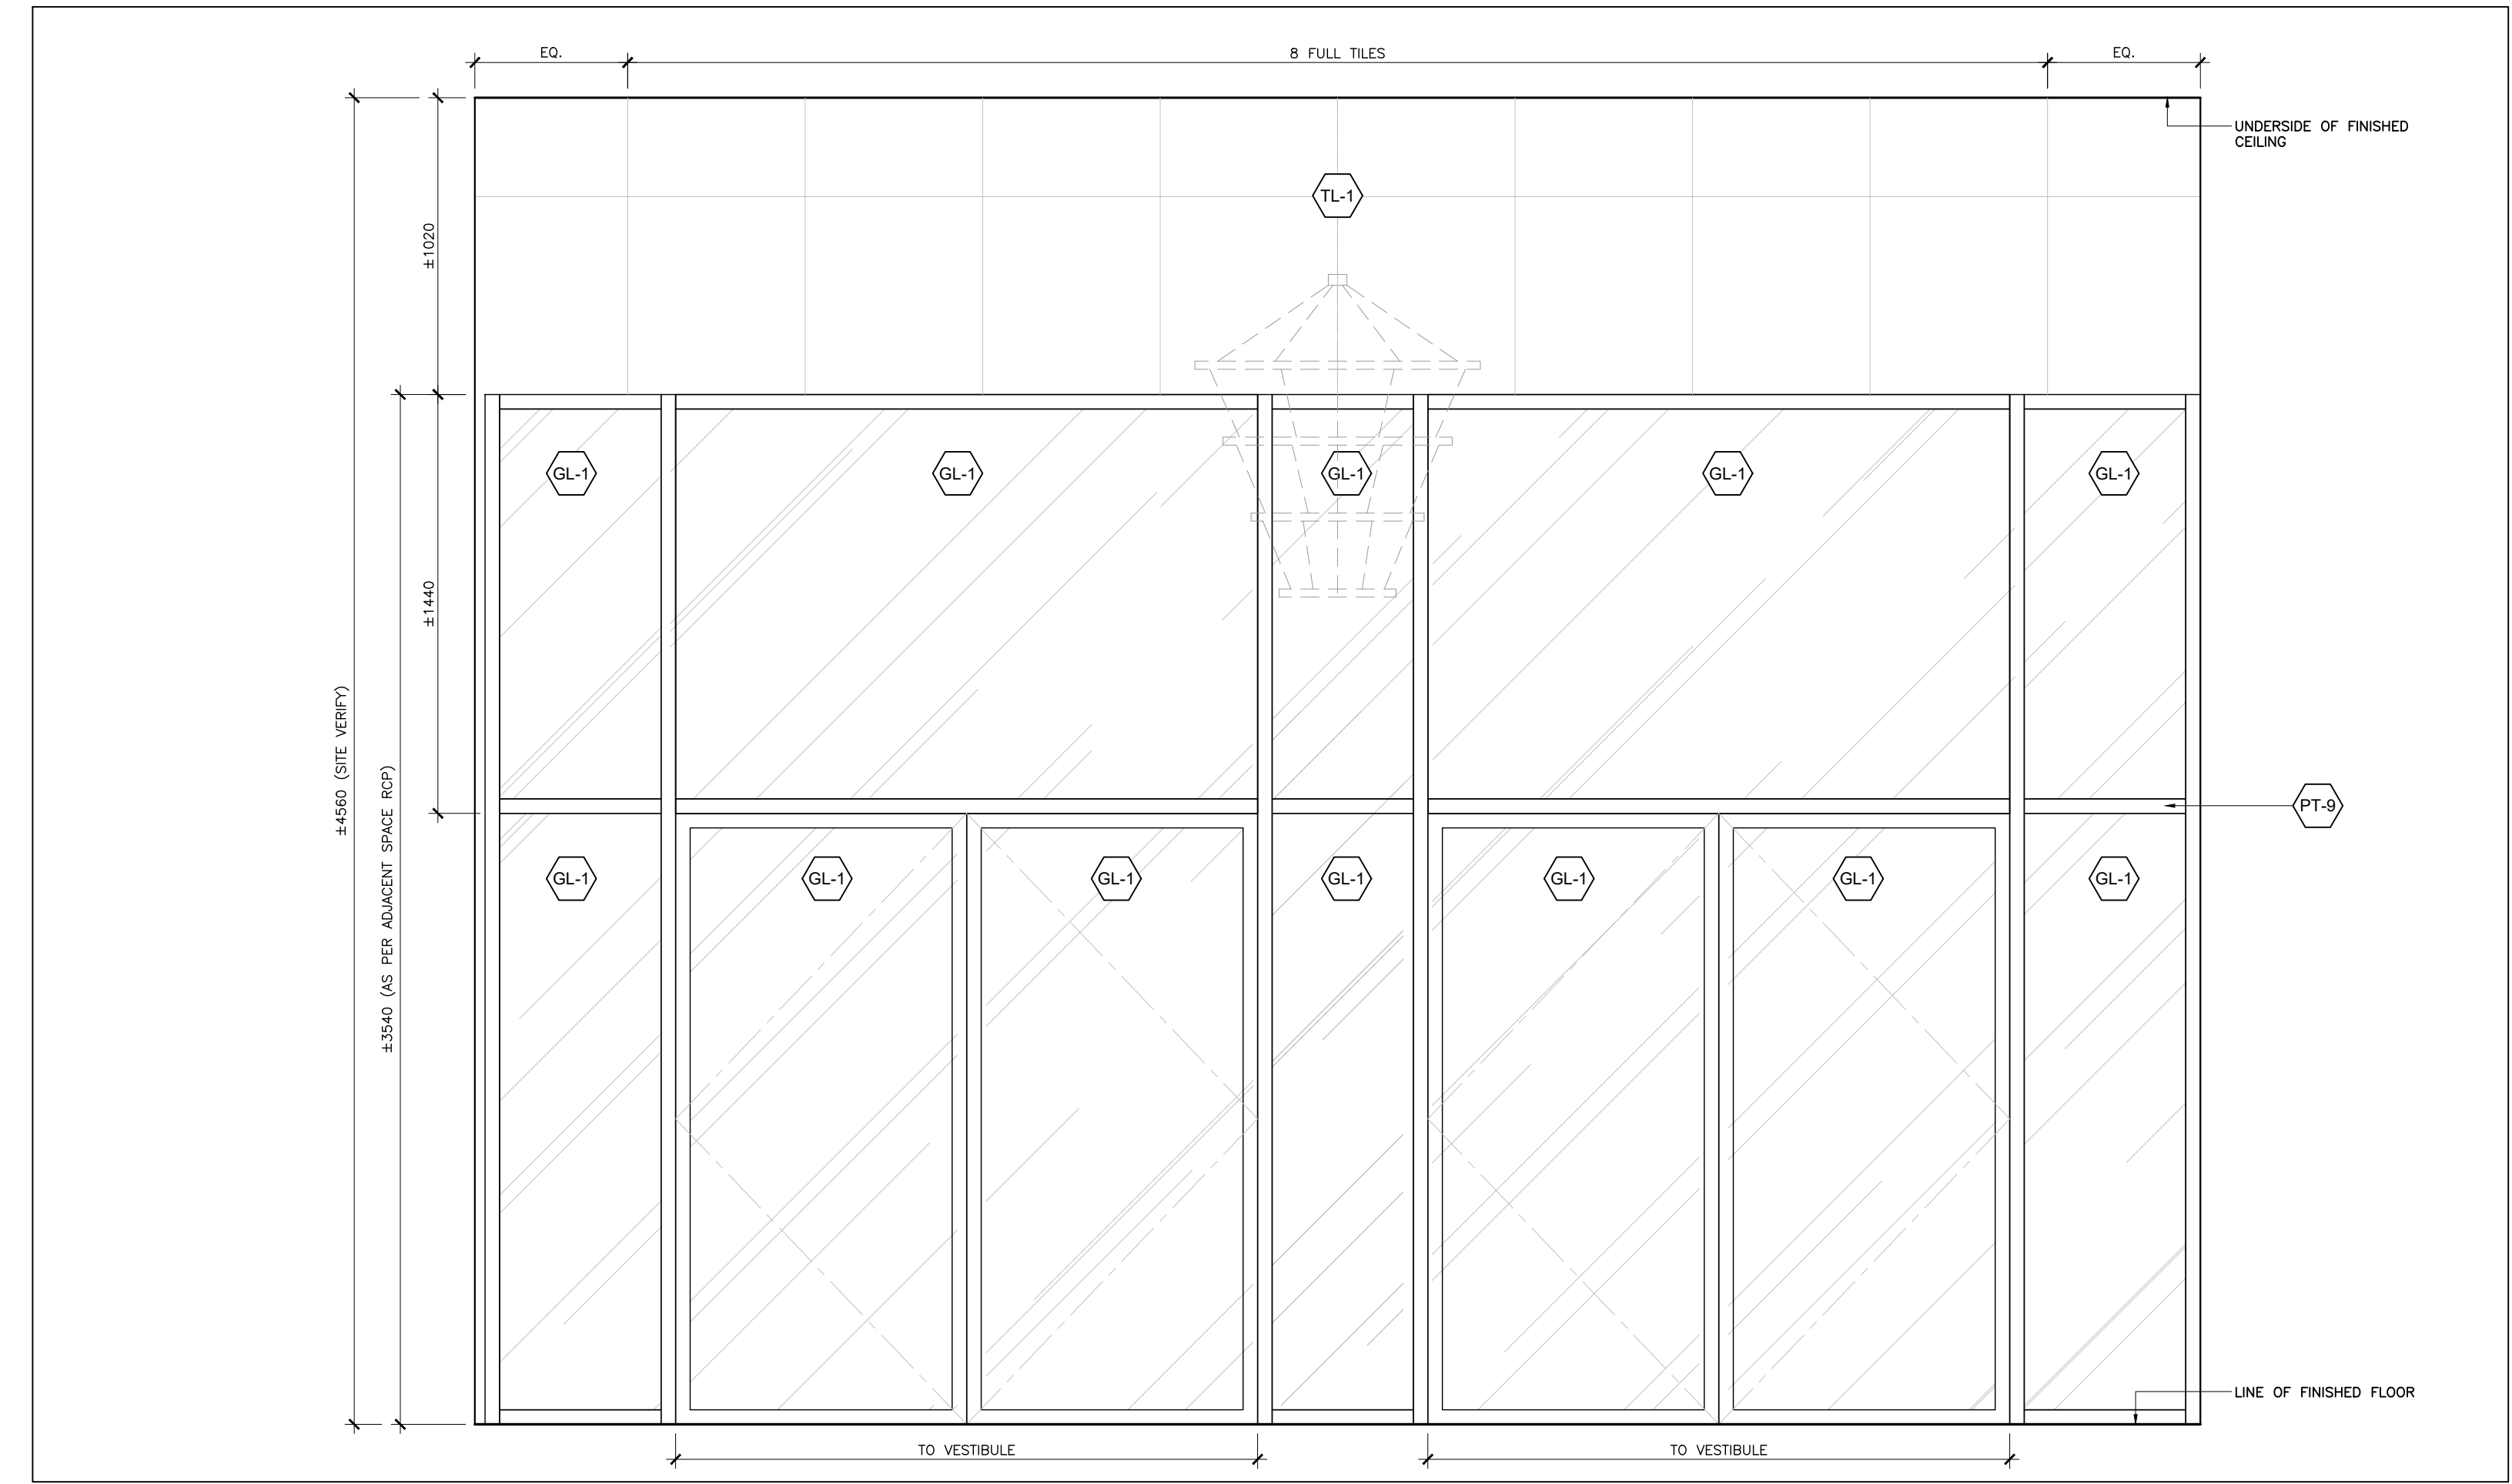 EQ.
8 FULL TILES
EQ.
UNDERSIDE OF FINISHED
CEILING
TL-1
±1020
GL-1
GL-1
GL-1
GL-1
GL-1
±1440
±4560 (SITE VERIFY)
±3540 (AS PER ADJACENT SPACE RCP)
PT-9
GL-1
GL-1
GL-1
GL-1
GL-1
GL-1
GL-1
LINE OF FINISHED FLOOR
TO VESTIBULE
TO VESTIBULE